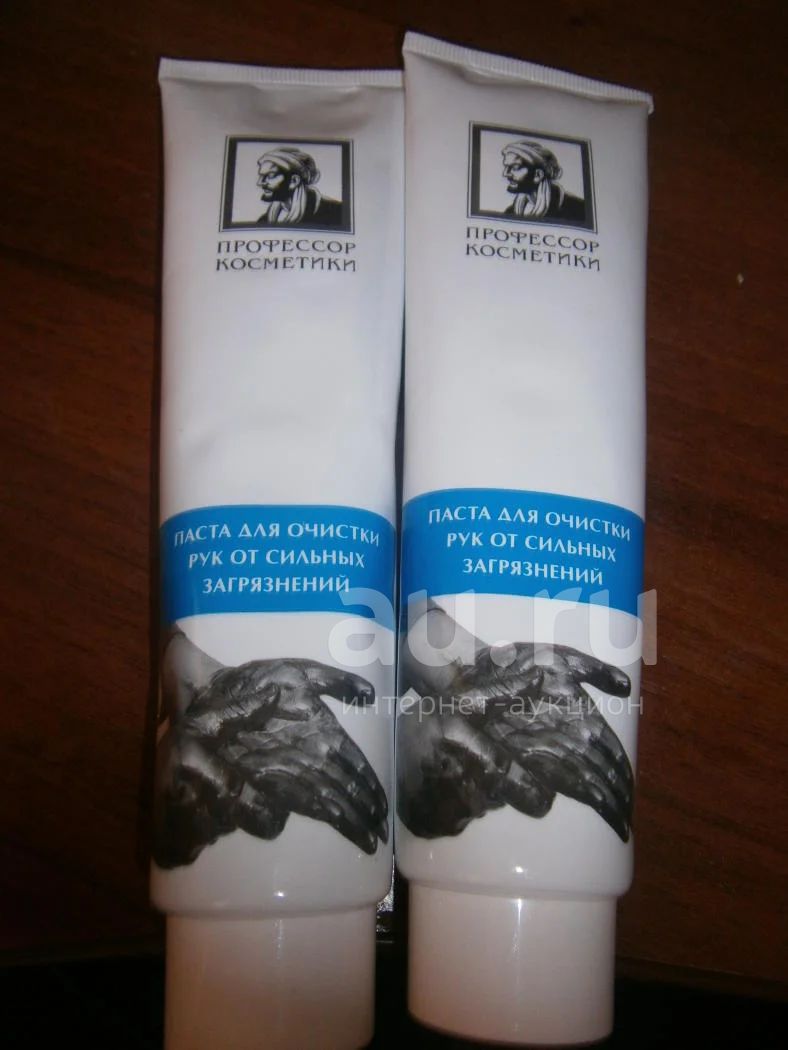 ПРОФЕССОР
КОСМЕТИКИ
ПАСТА ДЛЯ ОЧИСТКИ
РУК ОТ СИЛЬНЫХ
ЗАГРЯЗНЕНИЙ
ПРОФЕССОР
КОСМЕТИКИ
ПАСТА ДЛЯ ОЧИСТКИ
РУК ОТ СИЛЬНЫХ
ЗАГРЯЗНЕНИЙ
au.ru
интернет-аукцион